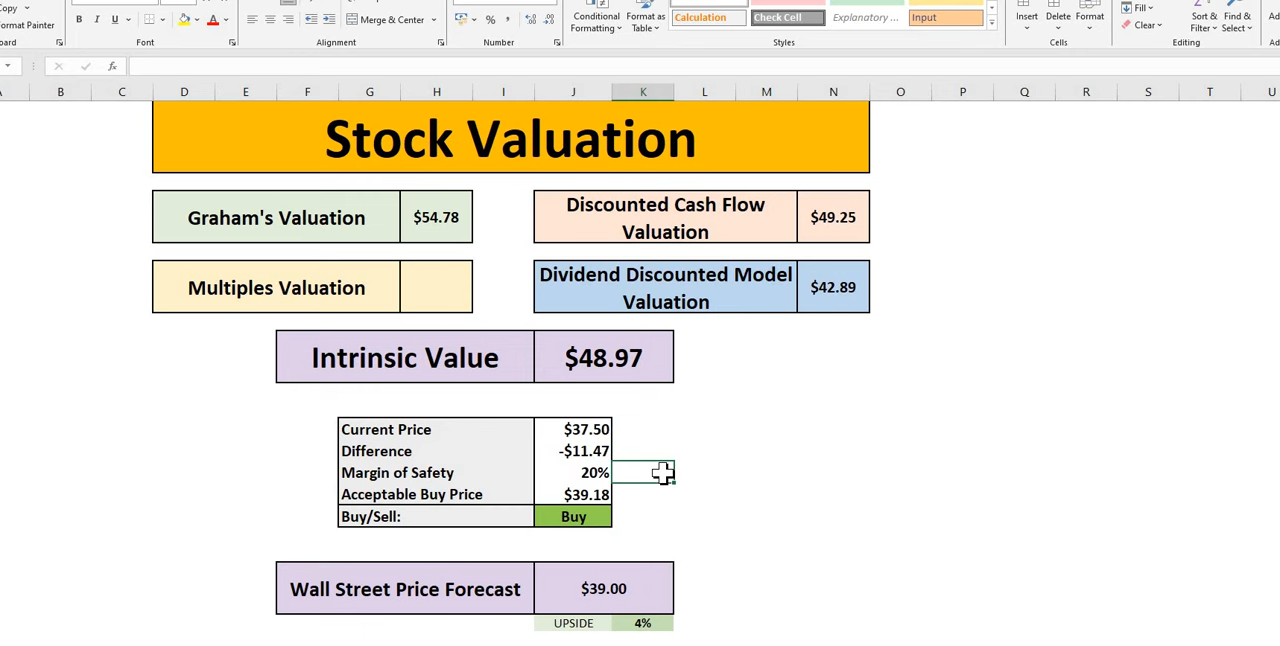 Copy
Format Painter
B I U
A
Merge & Center
% 
Conditional Formatting
Format as Table
Calculation
Check Cell
Explanatory ...
Input
Insert
Delete
Format
Fill
Clear
Sort & Filter
Find & Select
Font
Alignment
Number
Styles
Cells
Editing
fx
B C D E F G H I J K L M N O P Q R S T U
Stock Valuation
Graham's Valuation $54.78
Discounted Cash Flow
Valuation
$49.25
Multiples Valuation
Dividend Discounted Model
Valuation
$42.89
Intrinsic Value $48.97
Current Price $37.50
Difference -$11.47
Margin of Safety 20%
Acceptable Buy Price $39.18
Buy/Sell: Buy
Wall Street Price Forecast $39.00
UPSIDE 4%